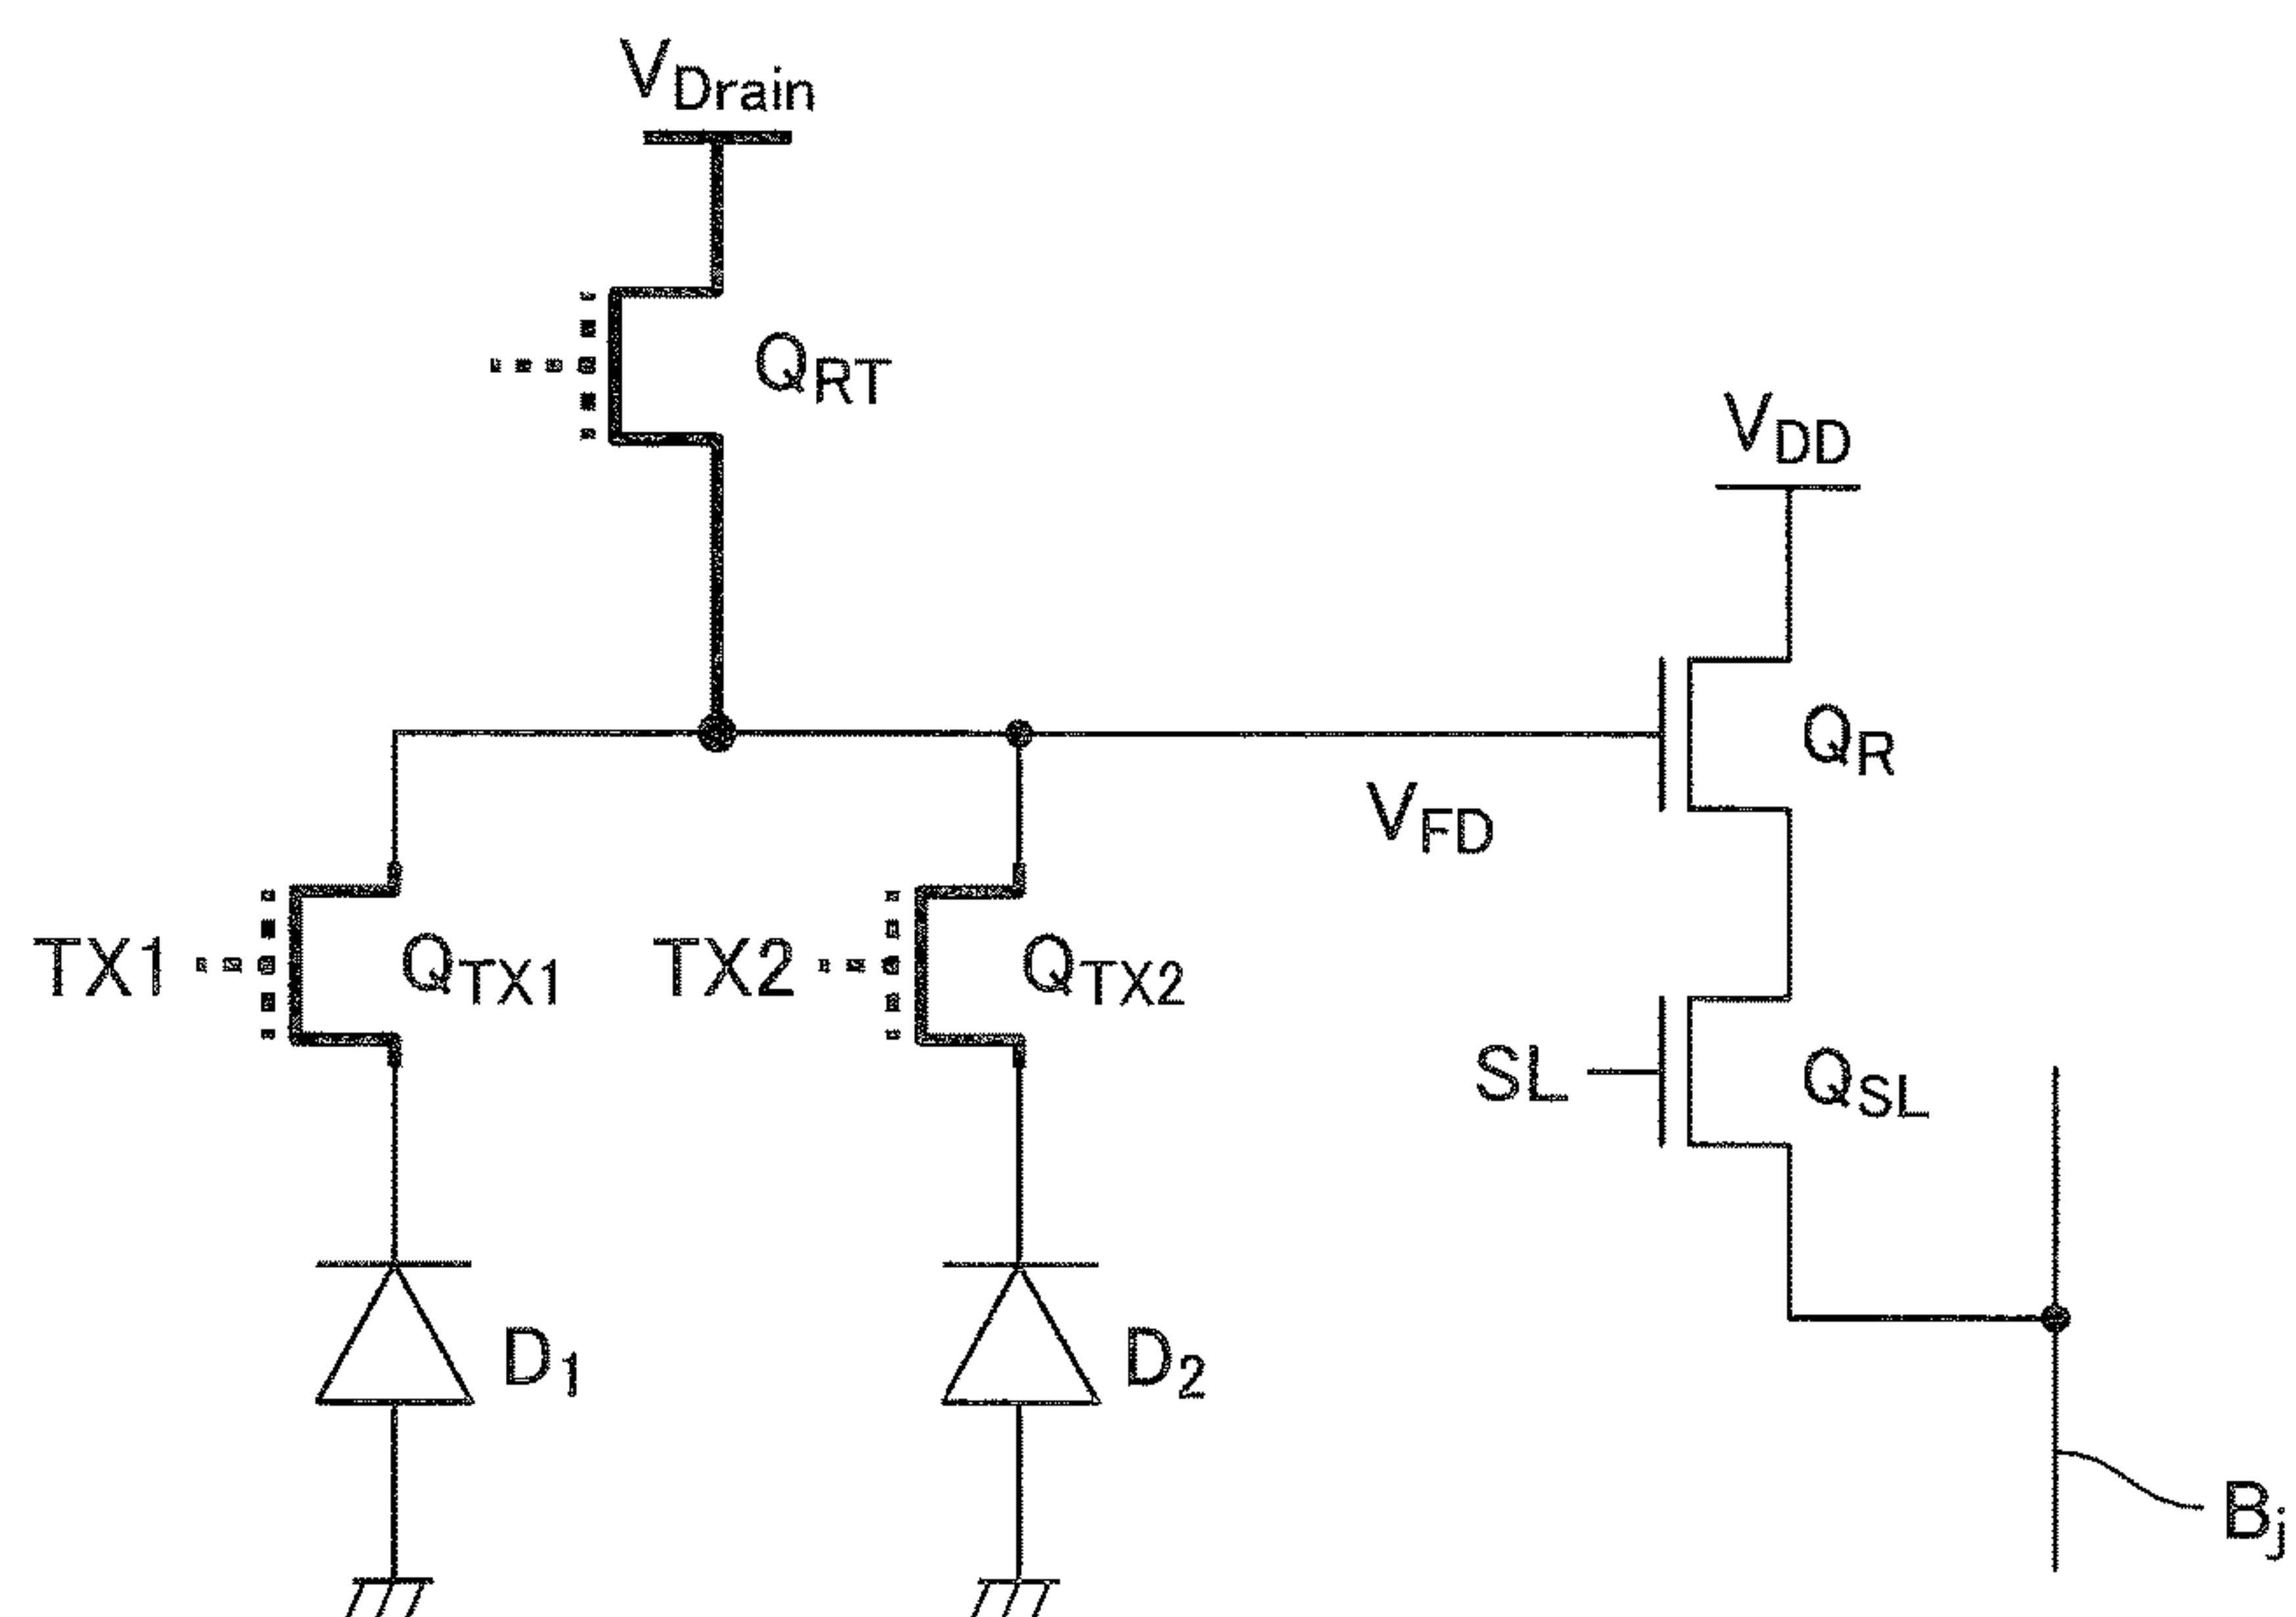 VDrain
QRT
VDD
QR
VFD
TX1
QTX1
TX2
QTX2
SL
QSL
D1
D2
Bj